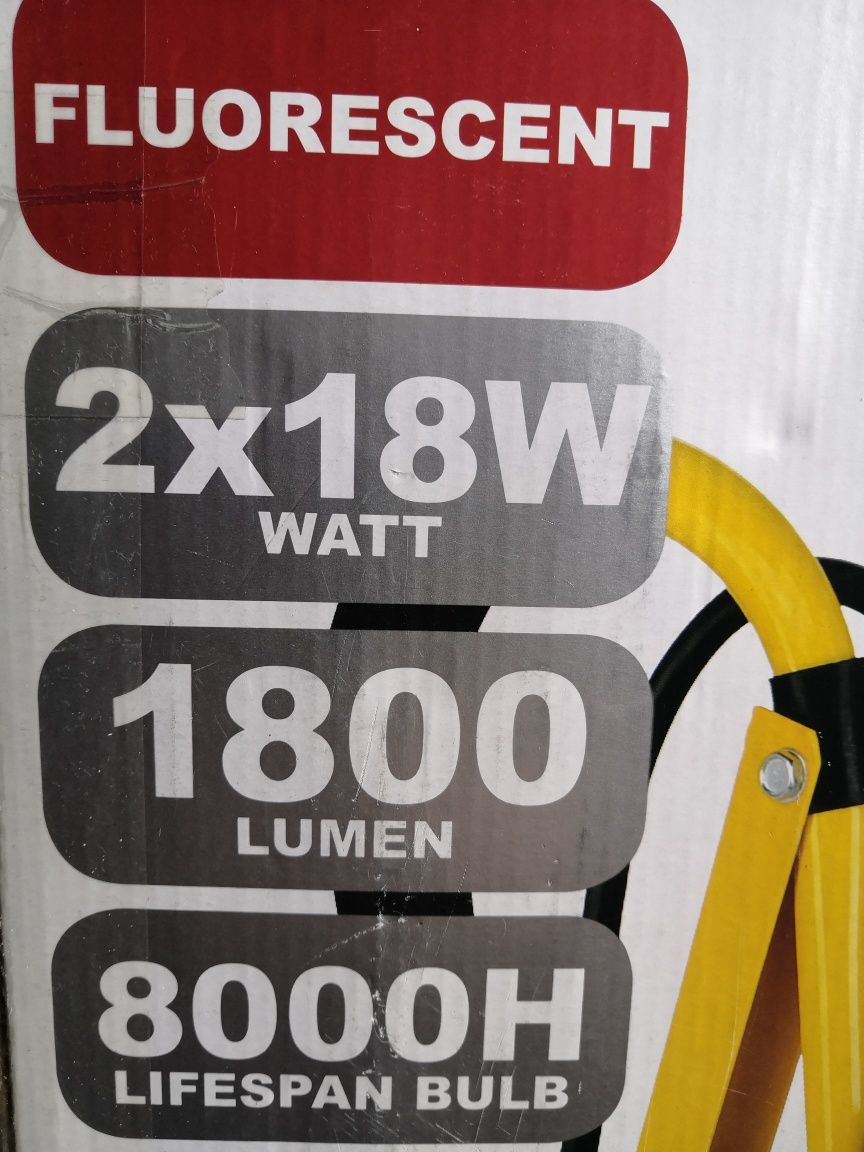 FLUORESCENT
2x18W
WATT
1800
LUMEN
8000H
LIFESPAN BULB